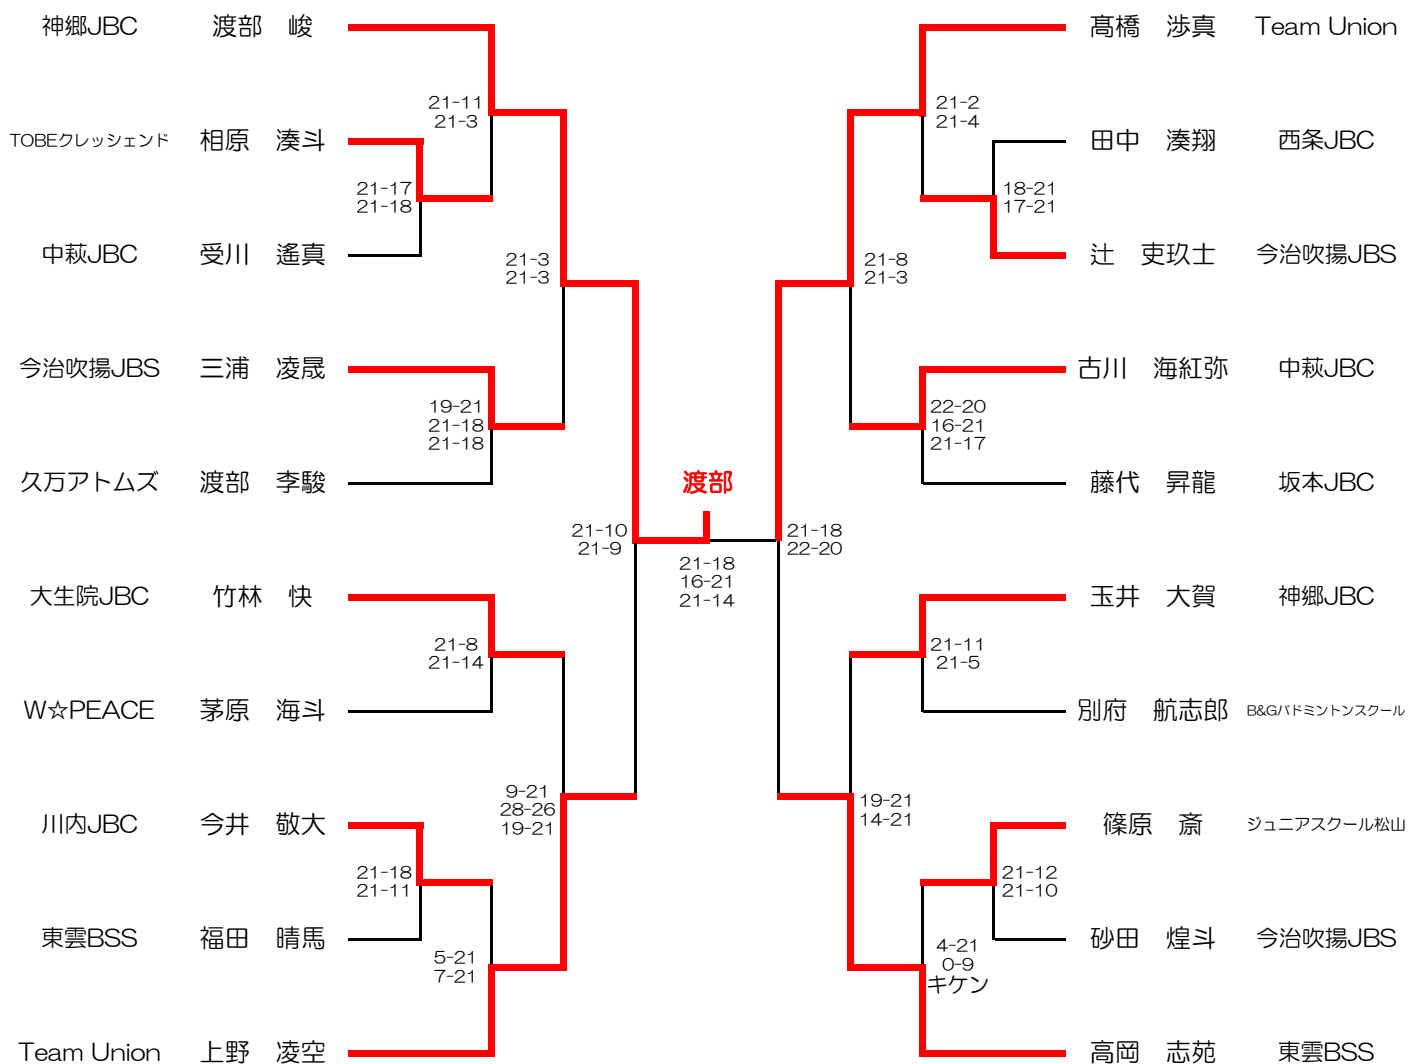 神郷JBC 渡部 峻
髙橋 渉真 Team Union
21-11
21-3
21-2
21-4
TOBEクレッシェンド 相原 湊斗
田中 湊翔 西条JBC
21-17
21-18
18-21
17-21
中萩JBC 受川 遙真
辻 吏玖士 今治吹揚JBS
21-3
21-3
21-8
21-3
今治吹揚JBS 三浦 凌晟
古川 海紅弥 中萩JBC
19-21
21-18
21-18
22-20
16-21
21-17
久万アトムズ 渡部 李駿
渡部
藤代 昇龍 坂本JBC
21-10
21-9
21-18
16-21
21-14
21-18
22-20
大生院JBC 竹林 快
玉井 大賀 神郷JBC
21-8
21-14
21-11
21-5
W☆PEACE 茅原 海斗
別府 航志郎 B&Gバドミントンスクール
9-21
28-26
19-21
19-21
14-21
川内JBC 今井 敬大
篠原 斎 ジュニアスクール松山
21-18
21-11
21-12
21-10
東雲BSS 福田 晴馬
砂田 煌斗 今治吹揚JBS
5-21
7-21
4-21
0-9
キケン
Team Union 上野 凌空
高岡 志苑 東雲BSS